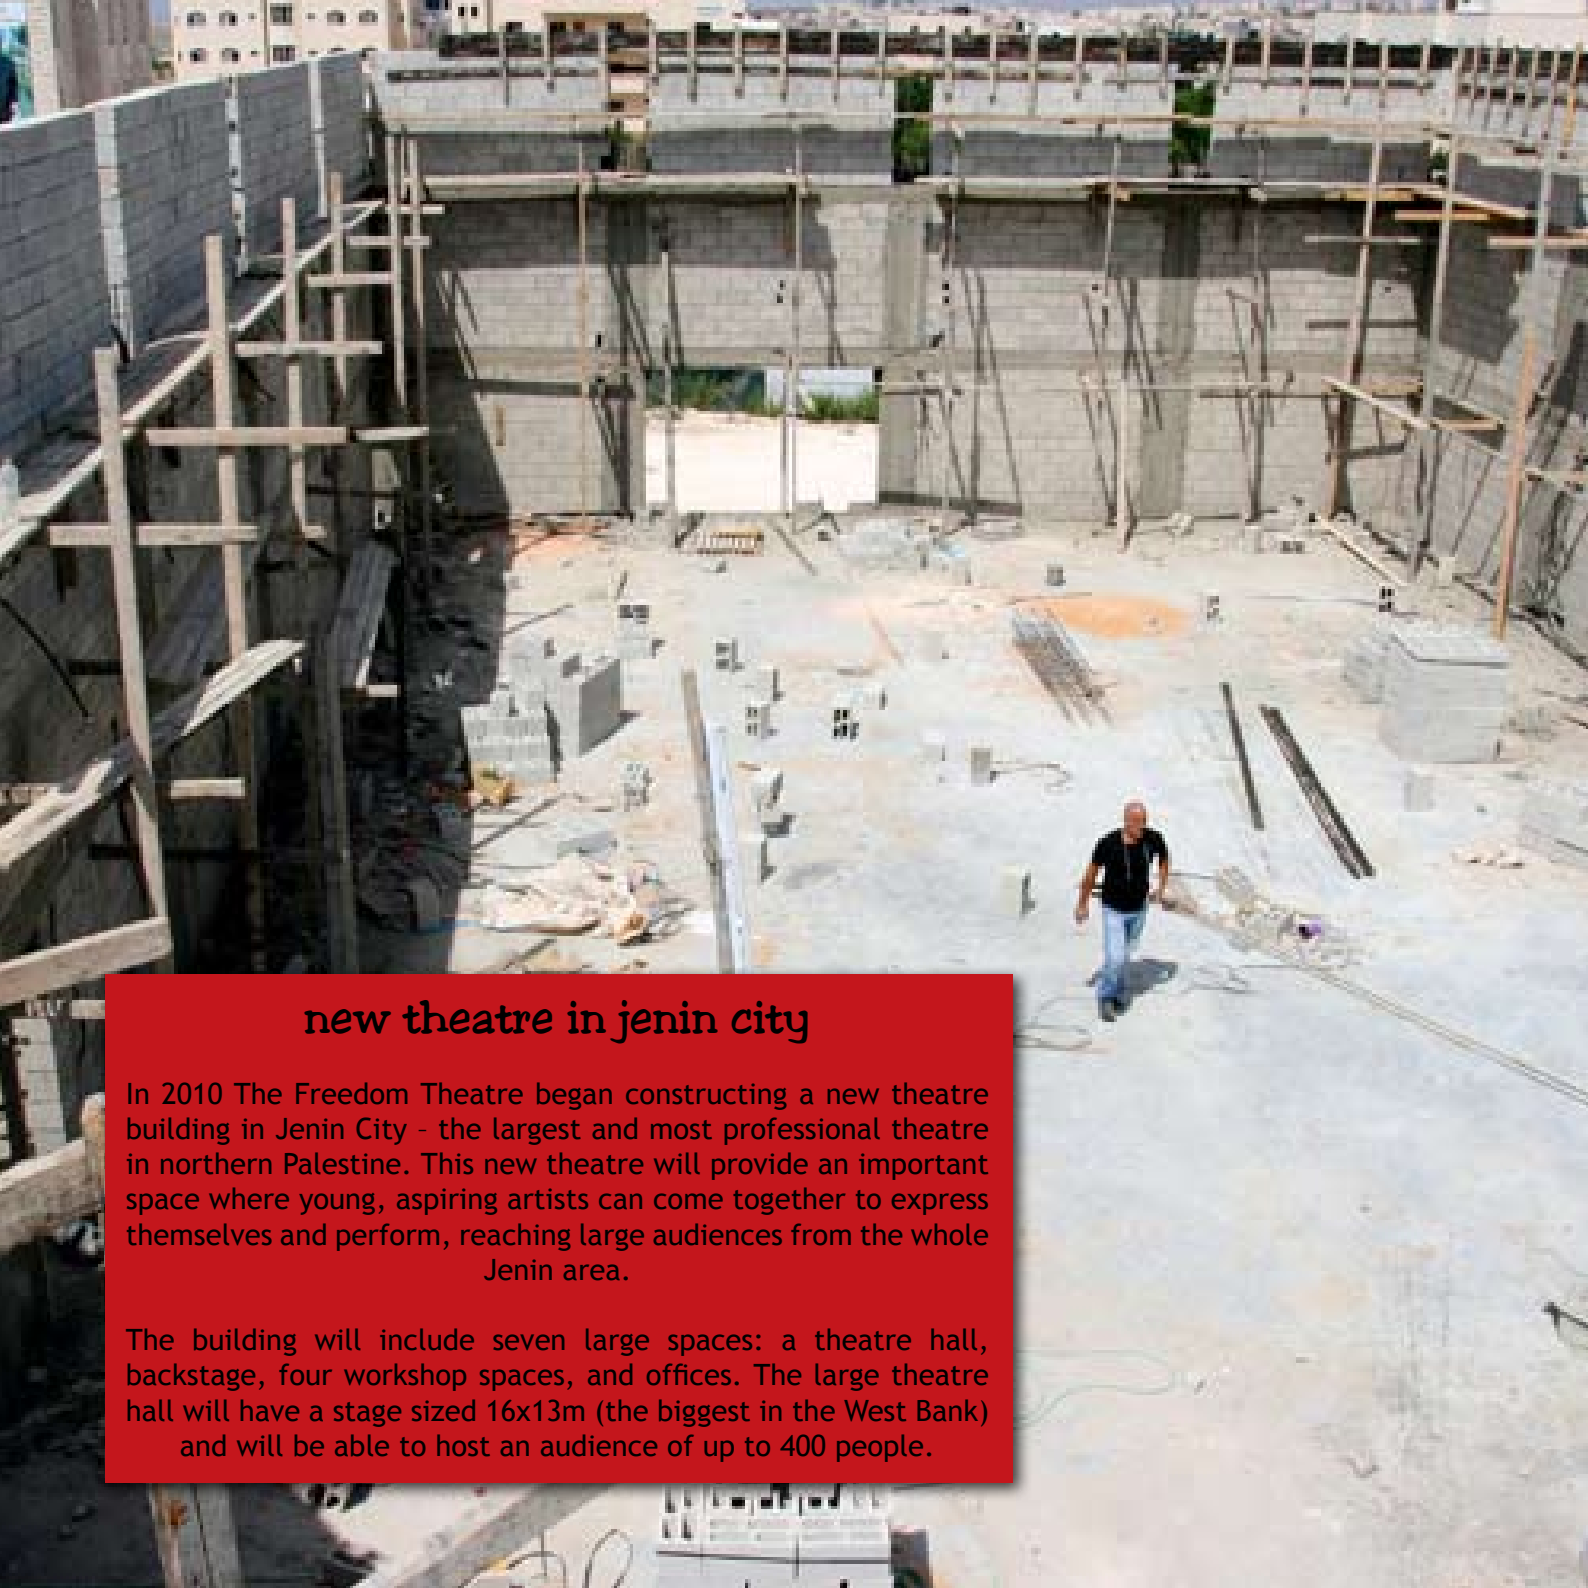 new theatre in jenin city
In 2010 The Freedom Theatre began constructing a new theatre
building in Jenin City – the largest and most professional theatre
in northern Palestine. This new theatre will provide an important
space where young, aspiring artists can come together to express
themselves and perform, reaching large audiences from the whole
Jenin area.
The building will include seven large spaces: a theatre hall,
backstage, four workshop spaces, and offices. The large theatre
hall will have a stage sized 16x13m (the biggest in the West Bank)
and will be able to host an audience of up to 400 people.